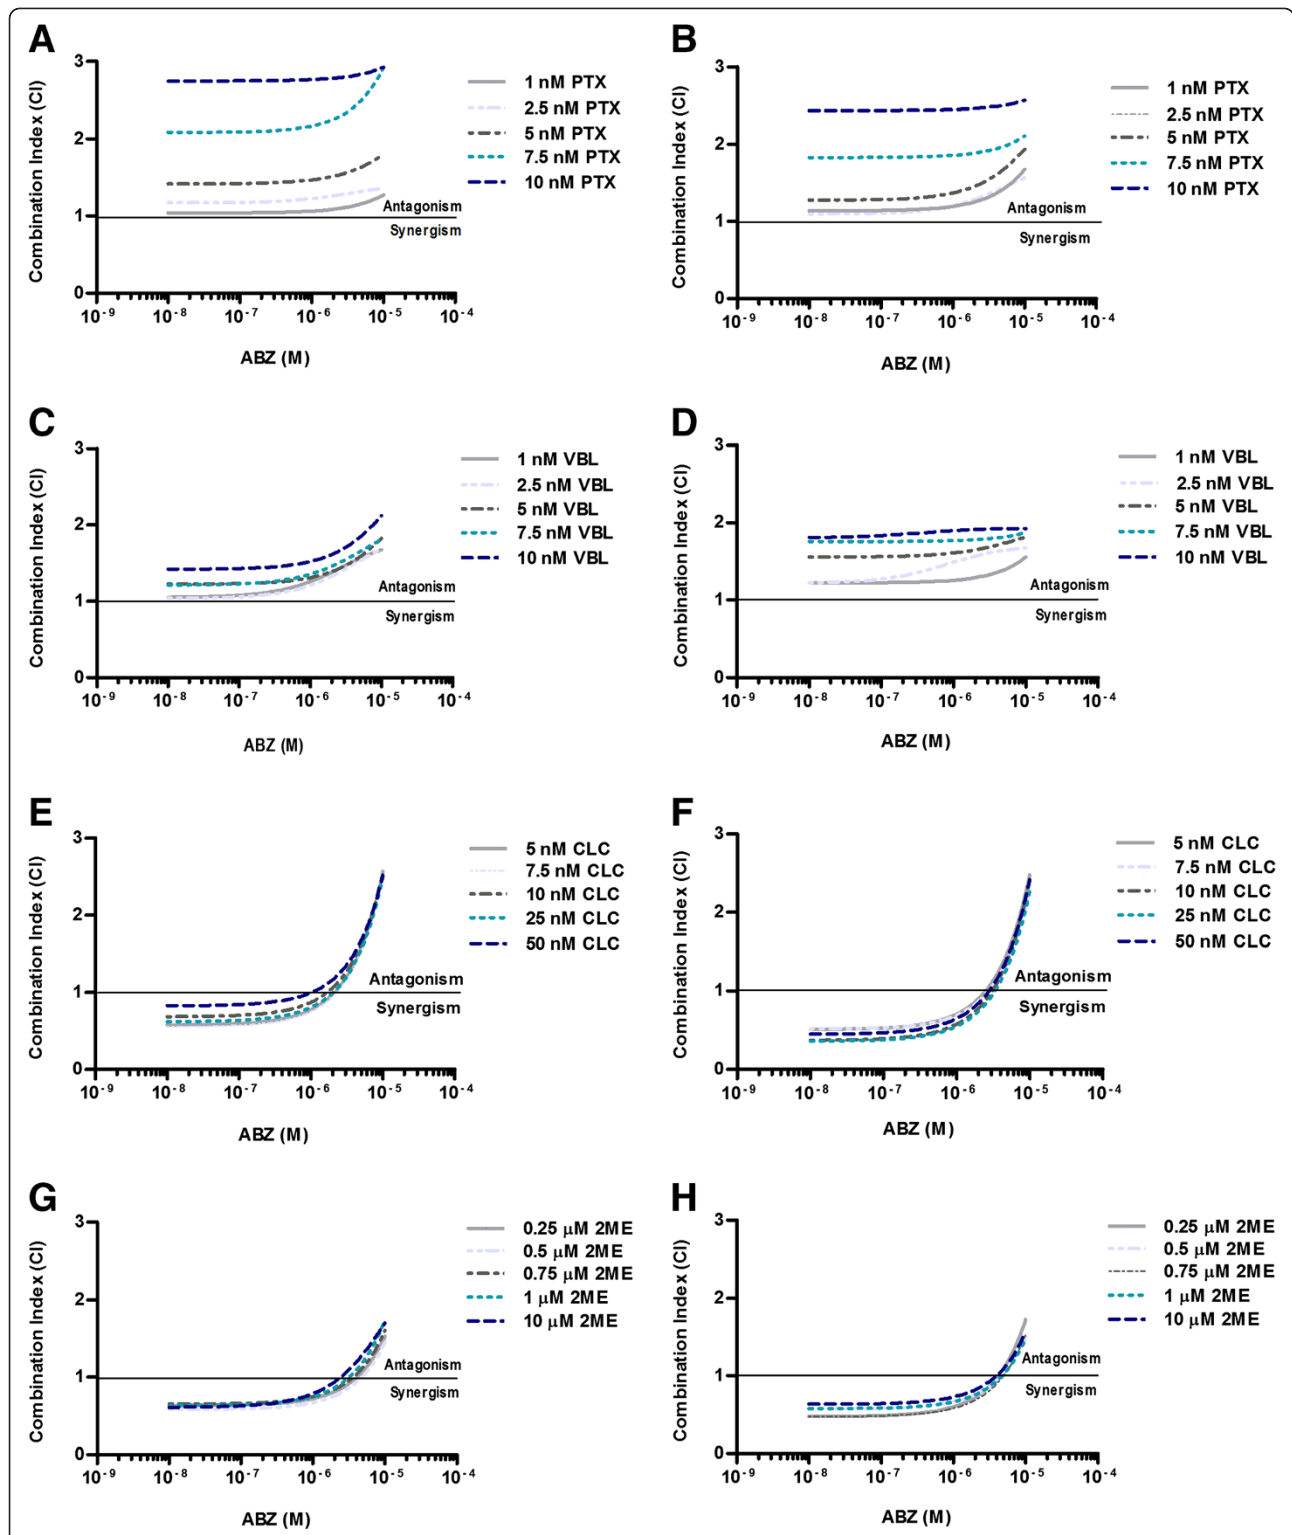 A
Combination Index (CI)
3
2
1
0
10-9 10-8 10-7 10-6 10-5 10-4
ABZ (M)
Antagonism
Synergism
1 nM PTX
2.5 nM PTX
5 nM PTX
7.5 nM PTX
10 nM PTX
B
Combination Index (CI)
3
2
1
0
10-9 10-8 10-7 10-6 10-5 10-4
ABZ (M)
Antagonism
Synergism
1 nM PTX
2.5 nM PTX
5 nM PTX
7.5 nM PTX
10 nM PTX
C
Combination Index (CI)
3
2
1
0
10-9 10-8 10-7 10-6 10-5 10-4
ABZ (M)
Antagonism
Synergism
1 nM VBL
2.5 nM VBL
5 nM VBL
7.5 nM VBL
10 nM VBL
D
Combination Index (CI)
3
2
1
0
10-9 10-8 10-7 10-6 10-5 10-4
ABZ (M)
Antagonism
Synergism
1 nM VBL
2.5 nM VBL
5 nM VBL
7.5 nM VBL
10 nM VBL
E
Combination Index (CI)
3
2
1
0
10-9 10-8 10-7 10-6 10-5 10-4
ABZ (M)
Antagonism
Synergism
5 nM CLC
7.5 nM CLC
10 nM CLC
25 nM CLC
50 nM CLC
F
Combination Index (CI)
3
2
1
0
10-9 10-8 10-7 10-6 10-5 10-4
ABZ (M)
Antagonism
Synergism
5 nM CLC
7.5 nM CLC
10 nM CLC
25 nM CLC
50 nM CLC
G
Combination Index (CI)
3
2
1
0
10-9 10-8 10-7 10-6 10-5 10-4
ABZ (M)
Antagonism
Synergism
0.25 µM 2ME
0.5 µM 2ME
0.75 µM 2ME
1 µM 2ME
10 µM 2ME
H
Combination Index (CI)
3
2
1
0
10-9 10-8 10-7 10-6 10-5 10-4
ABZ (M)
Antagonism
Synergism
0.25 µM 2ME
0.5 µM 2ME
0.75 µM 2ME
1 µM 2ME
10 µM 2ME